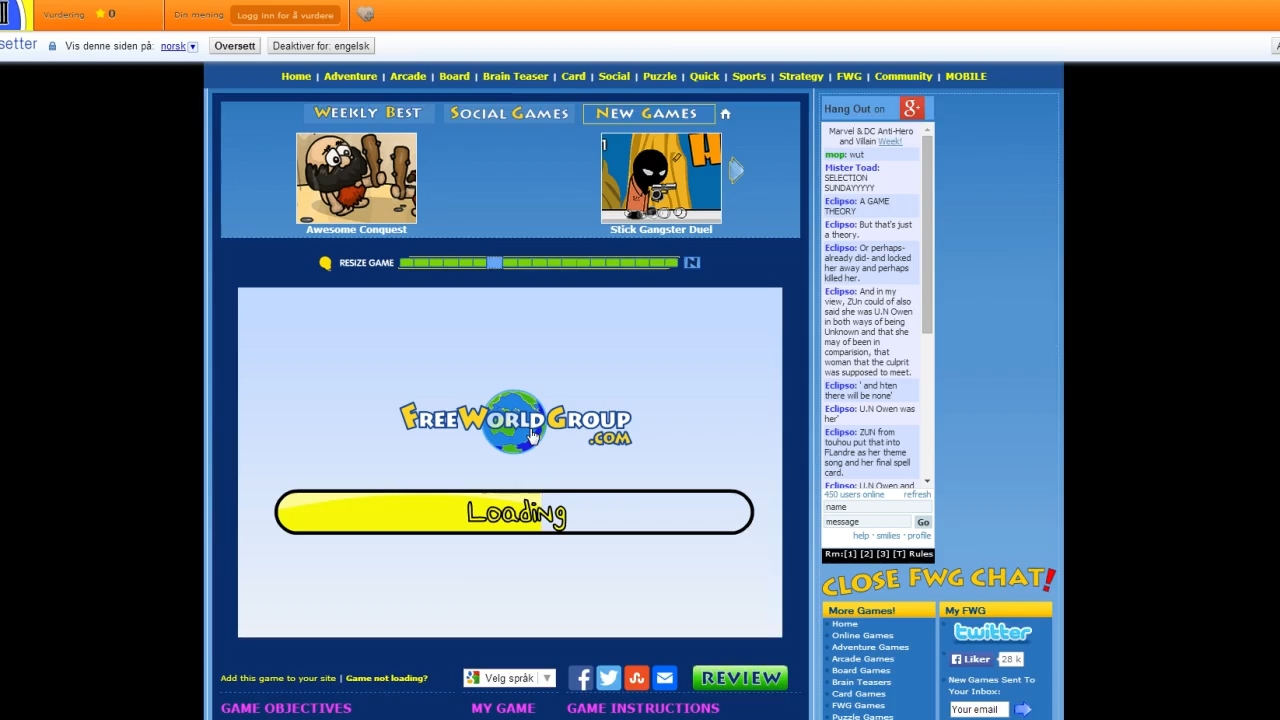 Vurdering 0 Din mening Logg inn for å vurdere
setter Vis denne siden på: norsk Oversett Deaktiver for: engelsk
Home | Adventure | Arcade | Board | Brain Teaser | Card | Social | Puzzle | Quick | Sports | Strategy | FWG | Community | MOBILE
WEEKLY BEST SOCIAL GAMES NEW GAMES
Awesome Conquest Stick Gangster Duel
RESIZE GAME N
FREEWORLDGROUP
.COM
Loading
Add this game to your site | Game not loading?
Velg språk
REVIEW
GAME OBJECTIVES MY GAME GAME INSTRUCTIONS
Hang Out on g+
Marvel & DC Anti-Hero
and Villain Week!
mop: wut
Mister Toad:
SELECTION
SUNDAYYYYY
Eclipso: A GAME
THEORY
Eclipso: But that's just
a theory.
Eclipso: Or perhaps-
already did- and locked
her away and perhaps
killed her.
Eclipso: And in my
view, ZUn could of also
said she was U.N Owen
in both ways of being
Unknown and that she
may of been in
comparision, that
woman that the culprit
was supposed to meet.
Eclipso: ' and hten
there will be none'
Eclipso: U.N Owen was
her'
Eclipso: ZUN from
touhou put that into
FLandre as her theme
song and her final spell
card.
Eclipso: U.N Owen and
450 users online refresh
name
message Go
help - smilies - profile
Rm:[1] [2] [3] [T] Rules
CLOSE FWG CHAT!
More Games!
Home
Online Games
Adventure Games
Arcade Games
Board Games
Brain Teasers
Card Games
FWG Games
Puzzle Games
My FWG
twitter
Liker 28 k
New Games Sent To
Your Inbox:
Your email